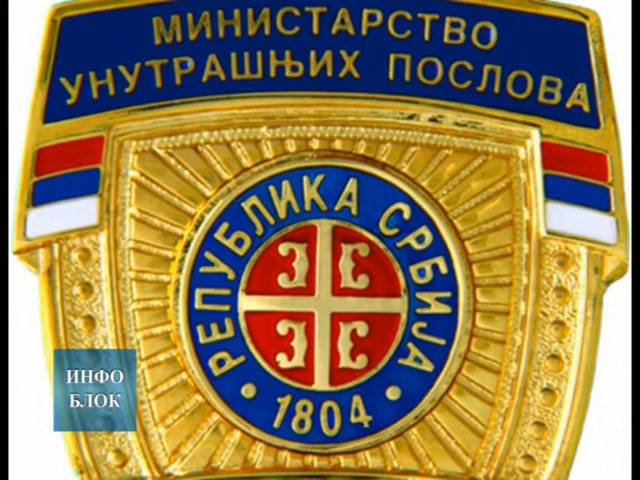 МИНИСТАРСТВО
УНУТРАШЊИХ ПОСЛОВА
РЕПУБЛИКА СРБИЈА
• 1804 •
ИНФО
БЛОК